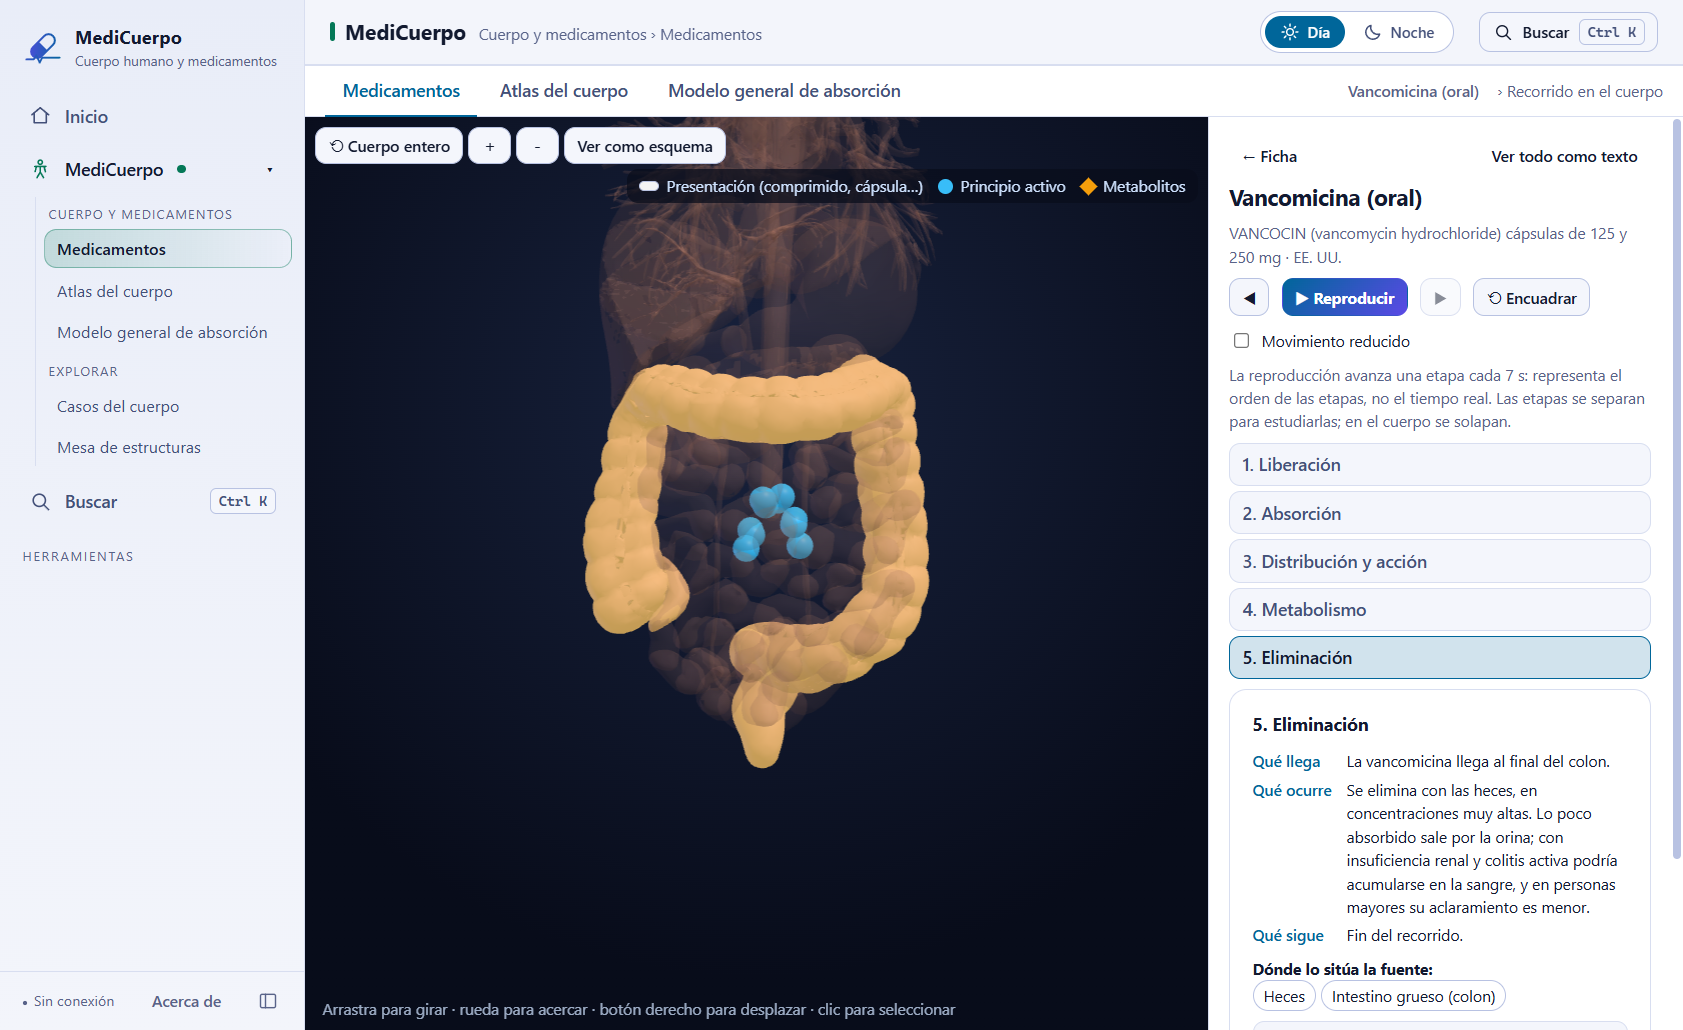 MediCuerpo
Cuerpo humano y medicamentos
Inicio
MediCuerpo
CUERPO Y MEDICAMENTOS
Medicamentos
Atlas del cuerpo
Modelo general de absorción
EXPLORAR
Casos del cuerpo
Mesa de estructuras
Buscar Ctrl K
HERRAMIENTAS
Sin conexión Acerca de
MediCuerpo Cuerpo y medicamentos › Medicamentos
Día Noche
Buscar Ctrl K
Medicamentos Atlas del cuerpo Modelo general de absorción
Vancomicina (oral) › Recorrido en el cuerpo
Cuerpo entero + - Ver como esquema
Presentación (comprimido, cápsula...) Principio activo Metabolitos
Arrastra para girar · rueda para acercar · botón derecho para desplazar · clic para seleccionar
← Ficha Ver todo como texto
Vancomicina (oral)
VANCOCIN (vancomycin hydrochloride) cápsulas de 125 y
250 mg · EE. UU.
◀ ▶ Reproducir ▶ Encuadrar
Movimiento reducido
La reproducción avanza una etapa cada 7 s: representa el
orden de las etapas, no el tiempo real. Las etapas se separan
para estudiarlas; en el cuerpo se solapan.
1. Liberación
2. Absorción
3. Distribución y acción
4. Metabolismo
5. Eliminación
5. Eliminación
Qué llega La vancomicina llega al final del colon.
Qué ocurre Se elimina con las heces, en
concentraciones muy altas. Lo poco
absorbido sale por la orina; con
insuficiencia renal y colitis activa podría
acumularse en la sangre, y en personas
mayores su aclaramiento es menor.
Qué sigue Fin del recorrido.
Dónde lo sitúa la fuente:
Heces Intestino grueso (colon)